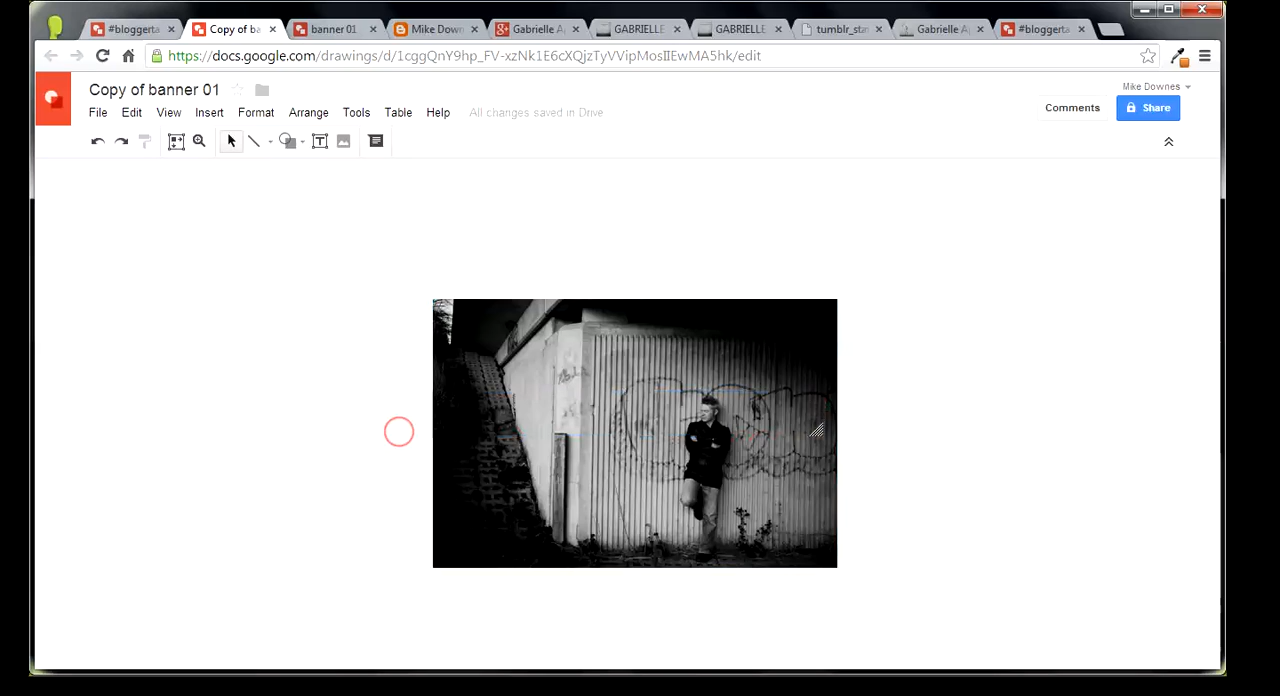 #bloggerta
Copy of ba
banner 01
Mike Down
Gabrielle Ap
GABRIELLE
GABRIELLE
tumblr_sta
Gabrielle Ap
#bloggerta
https://docs.google.com/drawings/d/1cggQnY9hp_FV-xzNk1E6cXQjzTyVVipMosIIEwMA5hk/edit
Copy of banner 01
Mike Downes
File Edit View Insert Format Arrange Tools Table Help All changes saved in Drive
Comments
Share